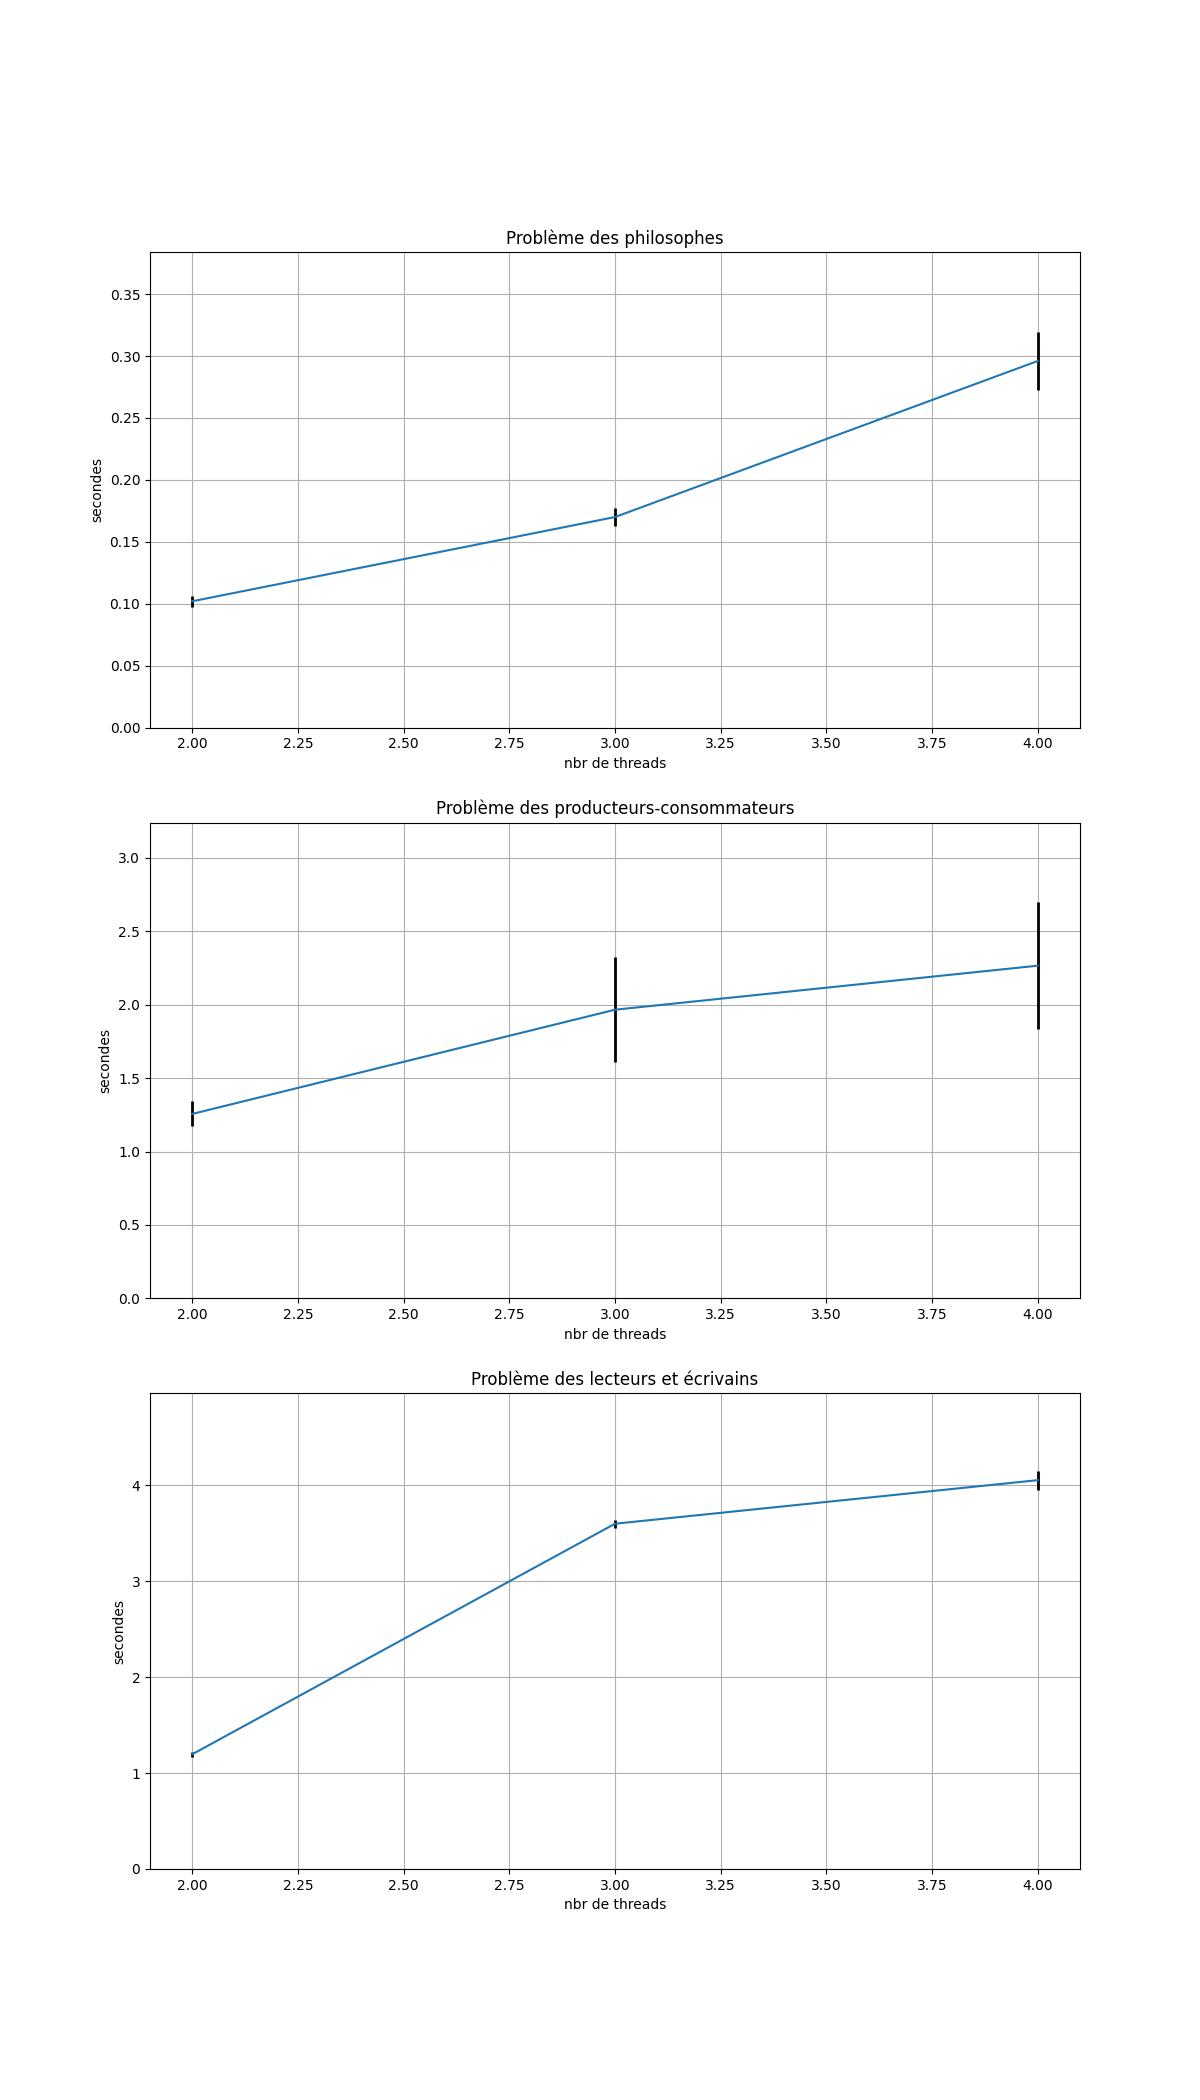 Problème des philosophes
0.35
0.30
0.25
0.20
0.15
0.10
0.05
0.00
secondes
2.00 2.25 2.50 2.75 3.00 3.25 3.50 3.75 4.00
nbr de threads
Problème des producteurs-consommateurs
3.0
2.5
2.0
1.5
1.0
0.5
0.0
secondes
2.00 2.25 2.50 2.75 3.00 3.25 3.50 3.75 4.00
nbr de threads
Problème des lecteurs et écrivains
4
3
2
1
0
secondes
2.00 2.25 2.50 2.75 3.00 3.25 3.50 3.75 4.00
nbr de threads